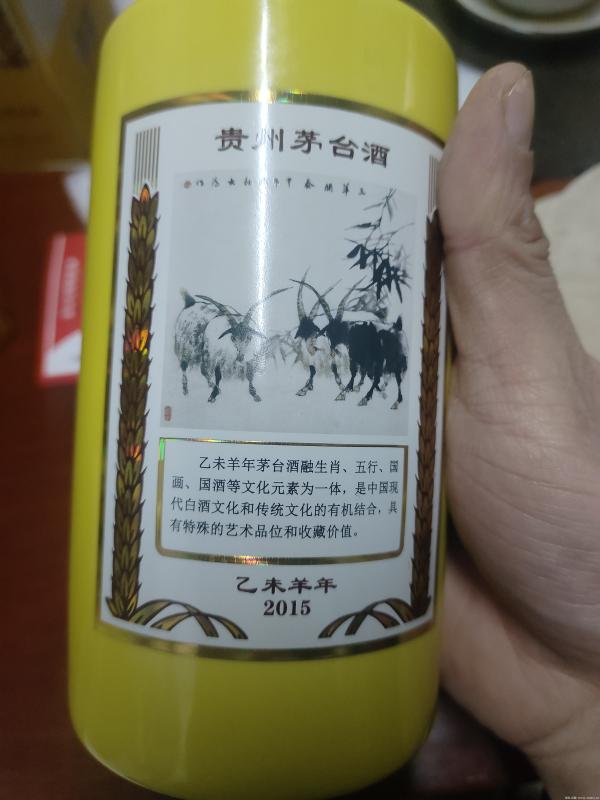 贵州茅台酒
乙未羊年茅台酒融生肖、五行、国
画、国酒等文化元素为一体，是中国现
代白酒文化和传统文化的有机结合，具
有特殊的艺术品位和收藏价值。
乙未羊年
2015